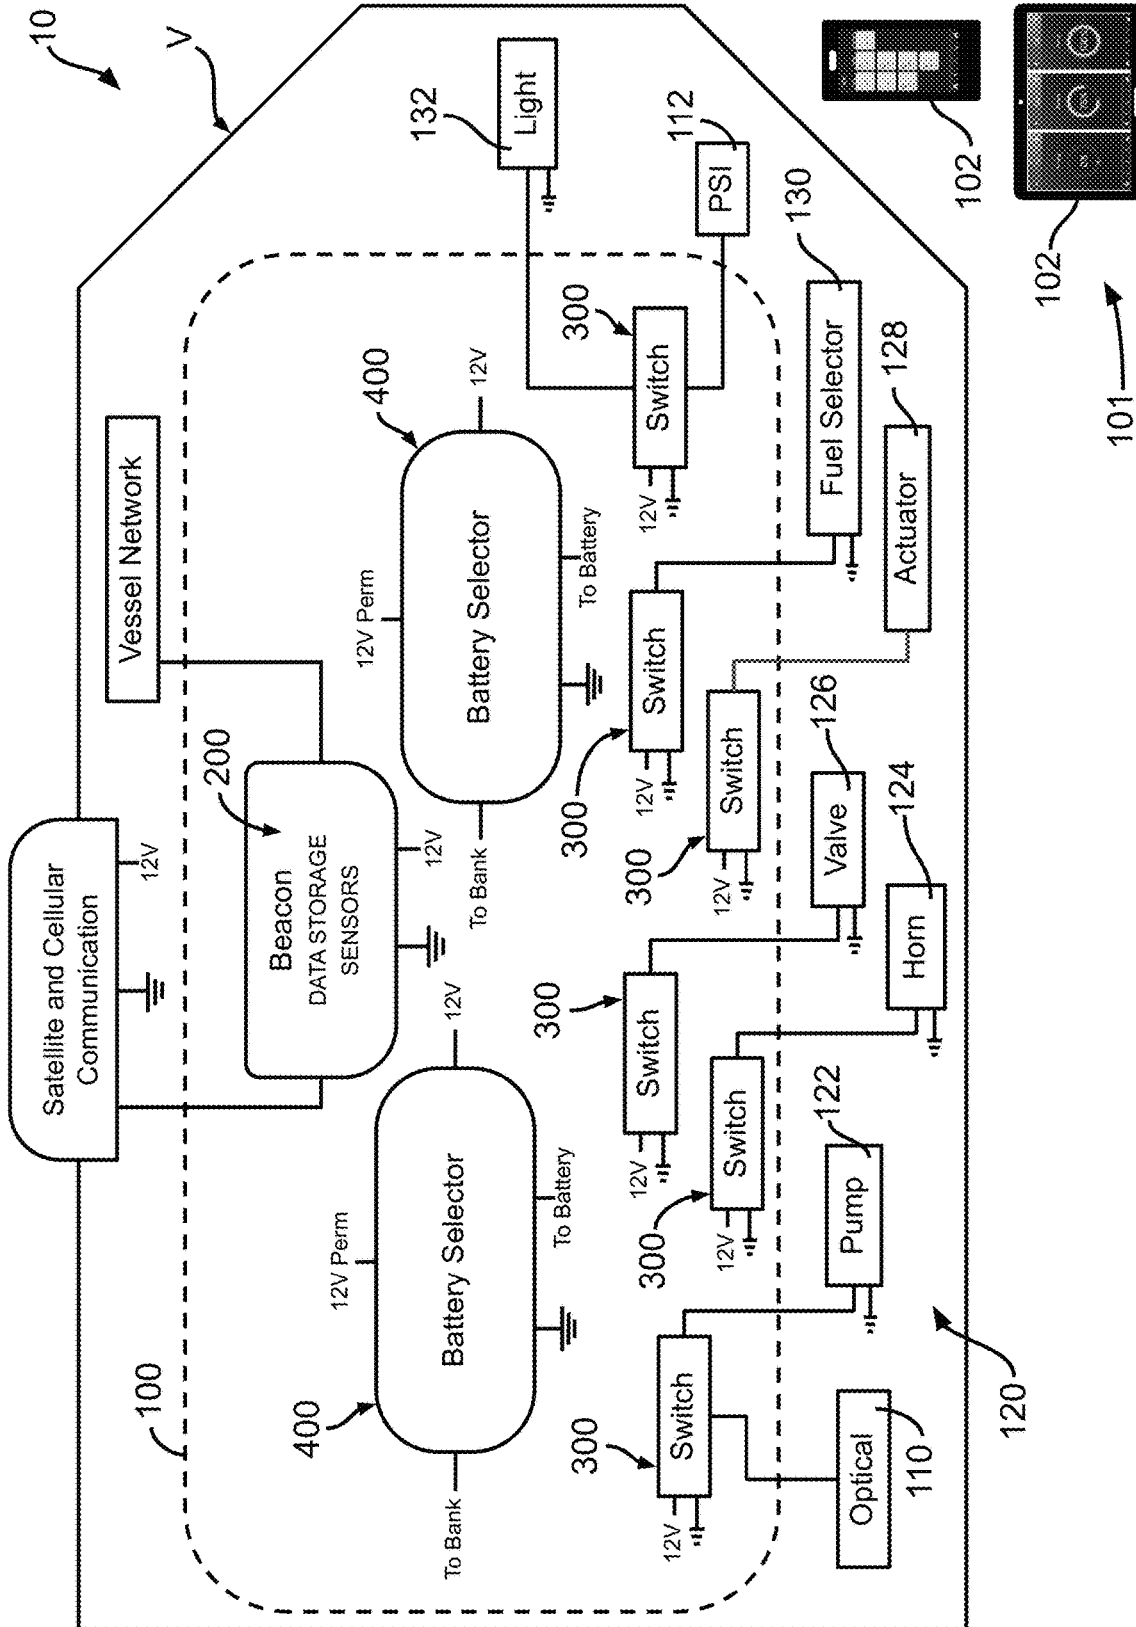 10
V
Satellite and Cellular
Communication
12V
Vessel Network
100
200
Beacon
DATA STORAGE
SENSORS
12V
400
Battery Selector
12V Perm
12V
To Bank
To Battery
400
Battery Selector
12V Perm
12V
To Bank
To Battery
132
Light
112
PSI
300
Switch
12V
300
Switch
12V
300
Switch
12V
300
Switch
12V
300
Switch
12V
300
Switch
12V
130
Fuel Selector
128
Actuator
126
Valve
124
Horn
122
Pump
110
Optical
120
102
102
101